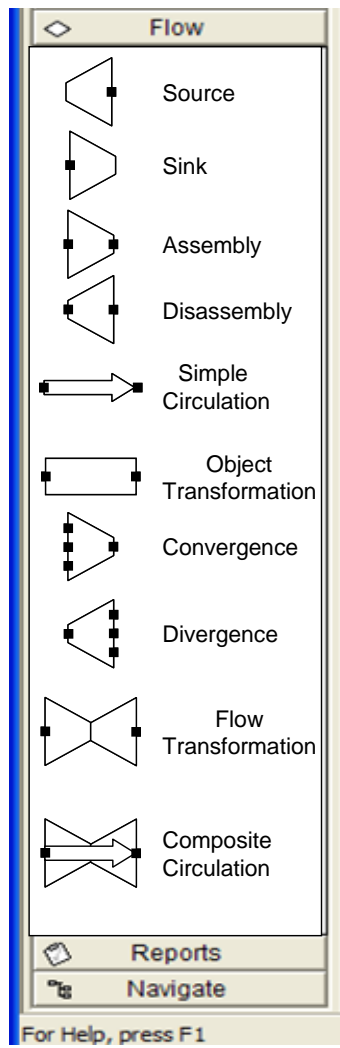 Flow
Source
Sink
Assembly
Disassembly
Simple
Circulation
Object
Transformation
Convergence
Divergence
Flow
Transformation
Composite
Circulation
Reports
Navigate
For Help, press F1